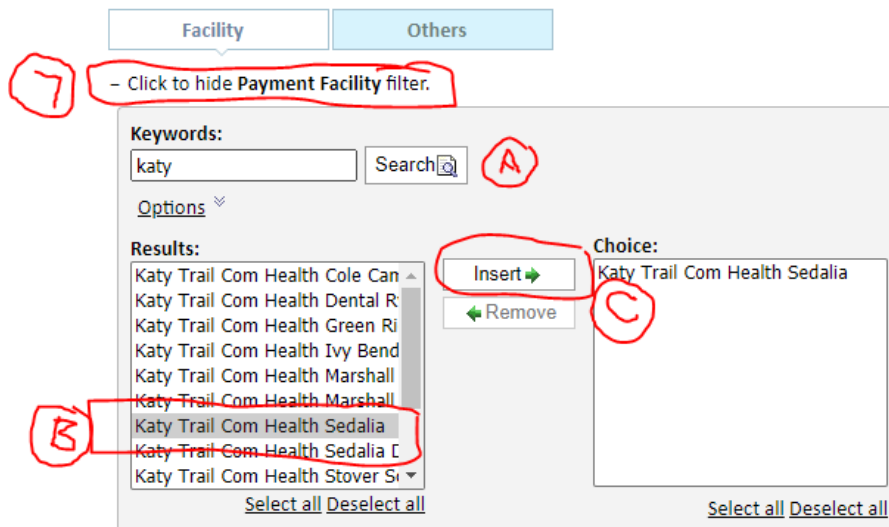 Facility Others
7 – Click to hide Payment Facility filter.
Keywords:
katy Search A
Options
Results: Choice:
Katy Trail Com Health Cole Cam Insert Katy Trail Com Health Sedalia
Katy Trail Com Health Dental R Remove C
Katy Trail Com Health Green Ri
Katy Trail Com Health Ivy Bend
Katy Trail Com Health Marshall
Katy Trail Com Health Marshall
B Katy Trail Com Health Sedalia
Katy Trail Com Health Sedalia D
Katy Trail Com Health Stover S
Select all Deselect all Select all Deselect all